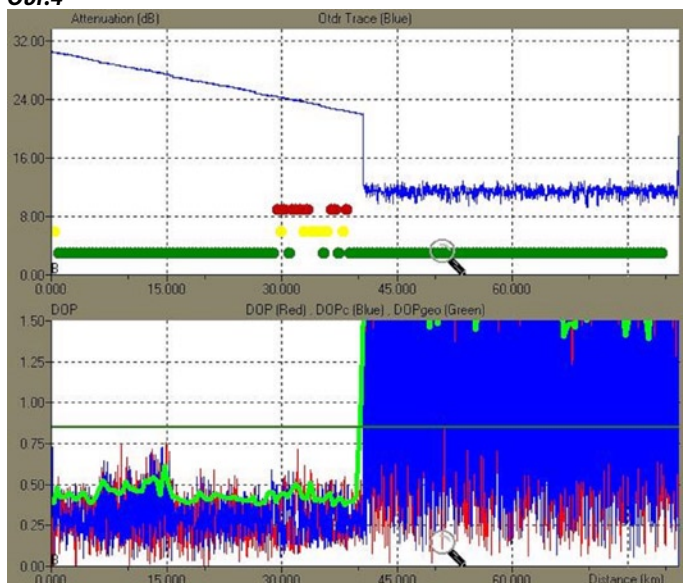 Obr.4
Attenuation (dB) Otdr Trace (Blue)
32.00
24.00
16.00
8.00
0.00
B
0.000 15.000 30.000 45.000 60.000
DOP DOP (Red) , DOPc (Blue) , DOPgeo (Green)
1.50
1.25
1.00
0.75
0.50
0.25
0.00
B
0.000 15.000 30.000 45.000 60.000 Distance (km)